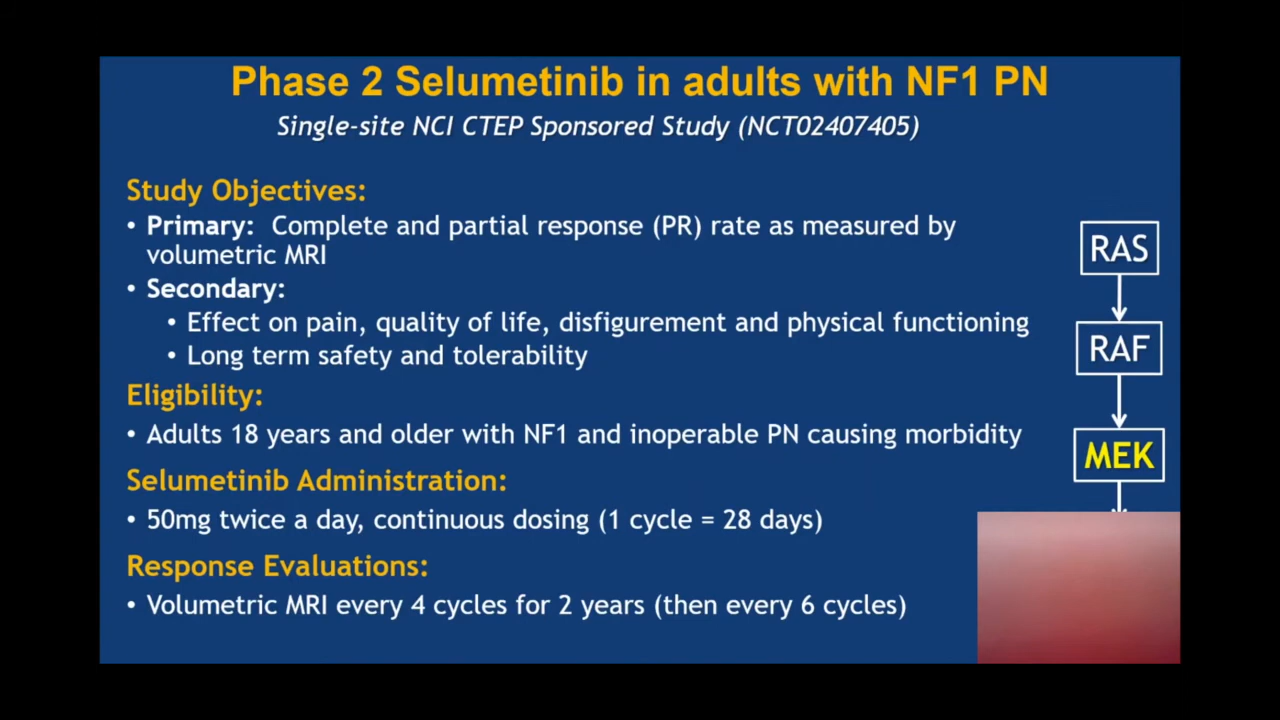 Phase 2 Selumetinib in adults with NF1 PN
Single-site NCI CTEP Sponsored Study (NCT02407405)
Study Objectives:
• Primary: Complete and partial response (PR) rate as measured by
volumetric MRI
• Secondary:
• Effect on pain, quality of life, disfigurement and physical functioning
• Long term safety and tolerability
Eligibility:
• Adults 18 years and older with NF1 and inoperable PN causing morbidity
Selumetinib Administration:
• 50mg twice a day, continuous dosing (1 cycle = 28 days)
Response Evaluations:
• Volumetric MRI every 4 cycles for 2 years (then every 6 cycles)
RAS
RAF
MEK